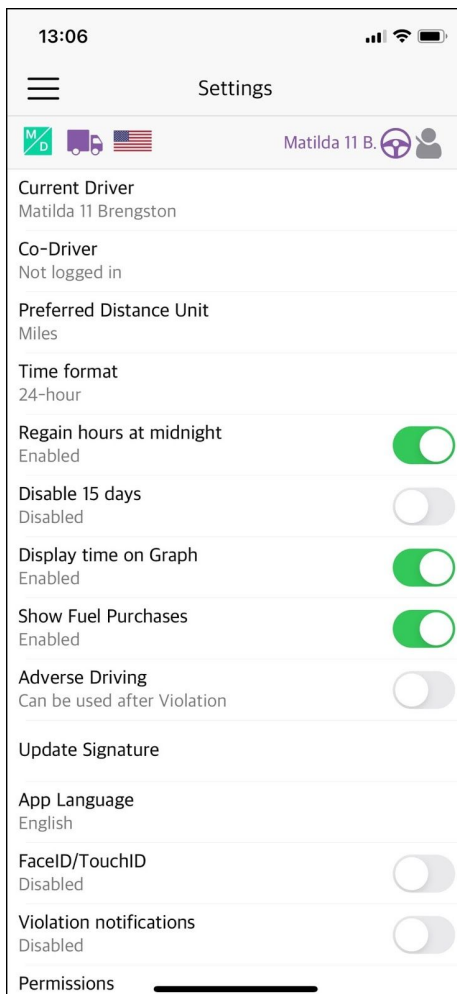 13:06
Settings
M/D
Matilda 11 B.
Current Driver
Matilda 11 Brengston
Co-Driver
Not logged in
Preferred Distance Unit
Miles
Time format
24-hour
Regain hours at midnight
Enabled
Disable 15 days
Disabled
Display time on Graph
Enabled
Show Fuel Purchases
Enabled
Adverse Driving
Can be used after Violation
Update Signature
App Language
English
FaceID/TouchID
Disabled
Violation notifications
Disabled
Permissions